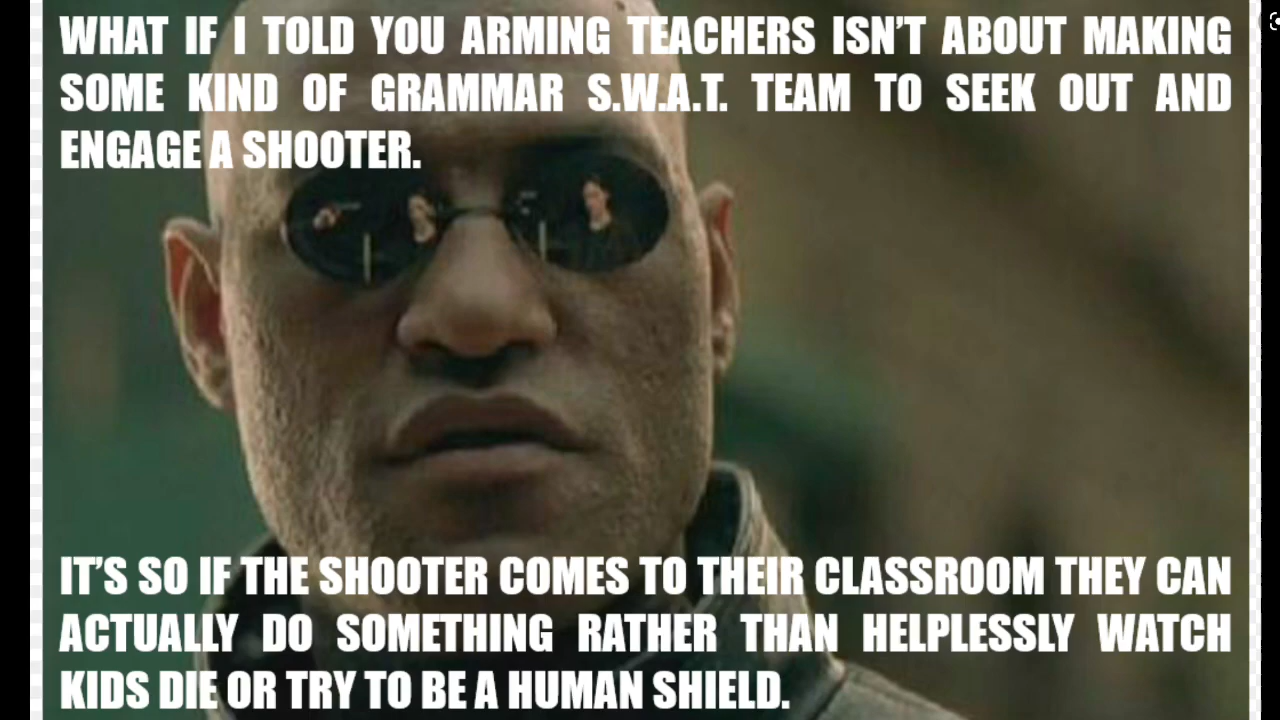 WHAT IF I TOLD YOU ARMING TEACHERS ISN'T ABOUT MAKING
SOME KIND OF GRAMMAR S.W.A.T. TEAM TO SEEK OUT AND
ENGAGE A SHOOTER.
IT'S SO IF THE SHOOTER COMES TO THEIR CLASSROOM THEY CAN
ACTUALLY DO SOMETHING RATHER THAN HELPLESSLY WATCH
KIDS DIE OR TRY TO BE A HUMAN SHIELD.